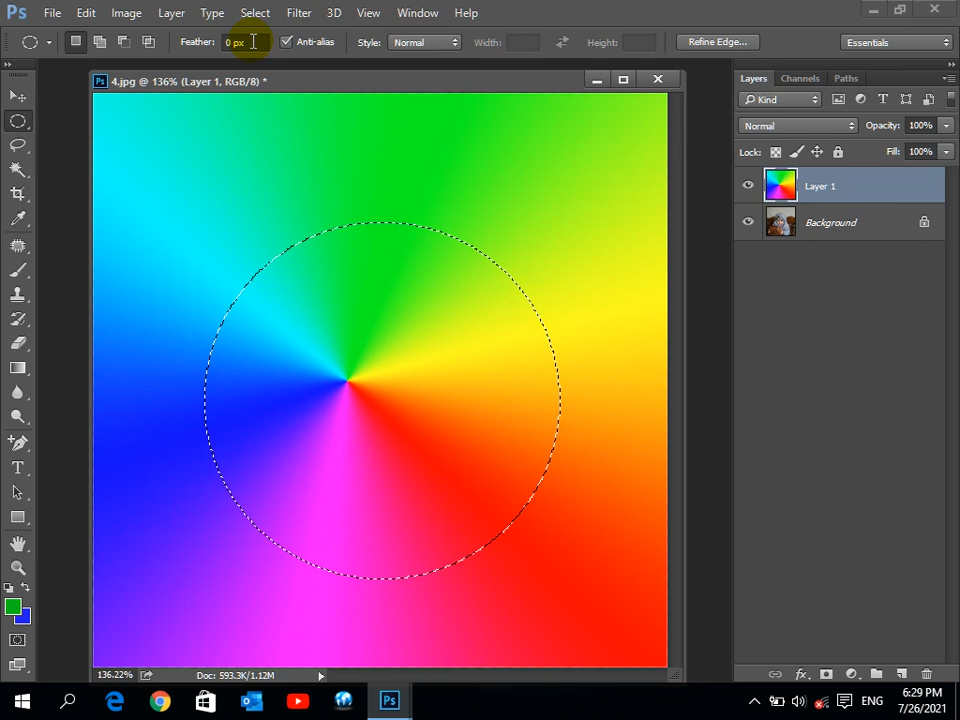 Ps File Edit Image Layer Type Select Filter 3D View Window Help
Feather: 0 px Anti-alias Style: Normal Width: Height: Refine Edge... Essentials
Ps 4.jpg @ 136% (Layer 1, RGB/8) *
Layers Channels Paths
Kind
Normal Opacity: 100%
Lock: Fill: 100%
Layer 1
Background
136.22% Doc: 593.3K/1.12M
Ps ENG 6:29 PM
7/26/2021